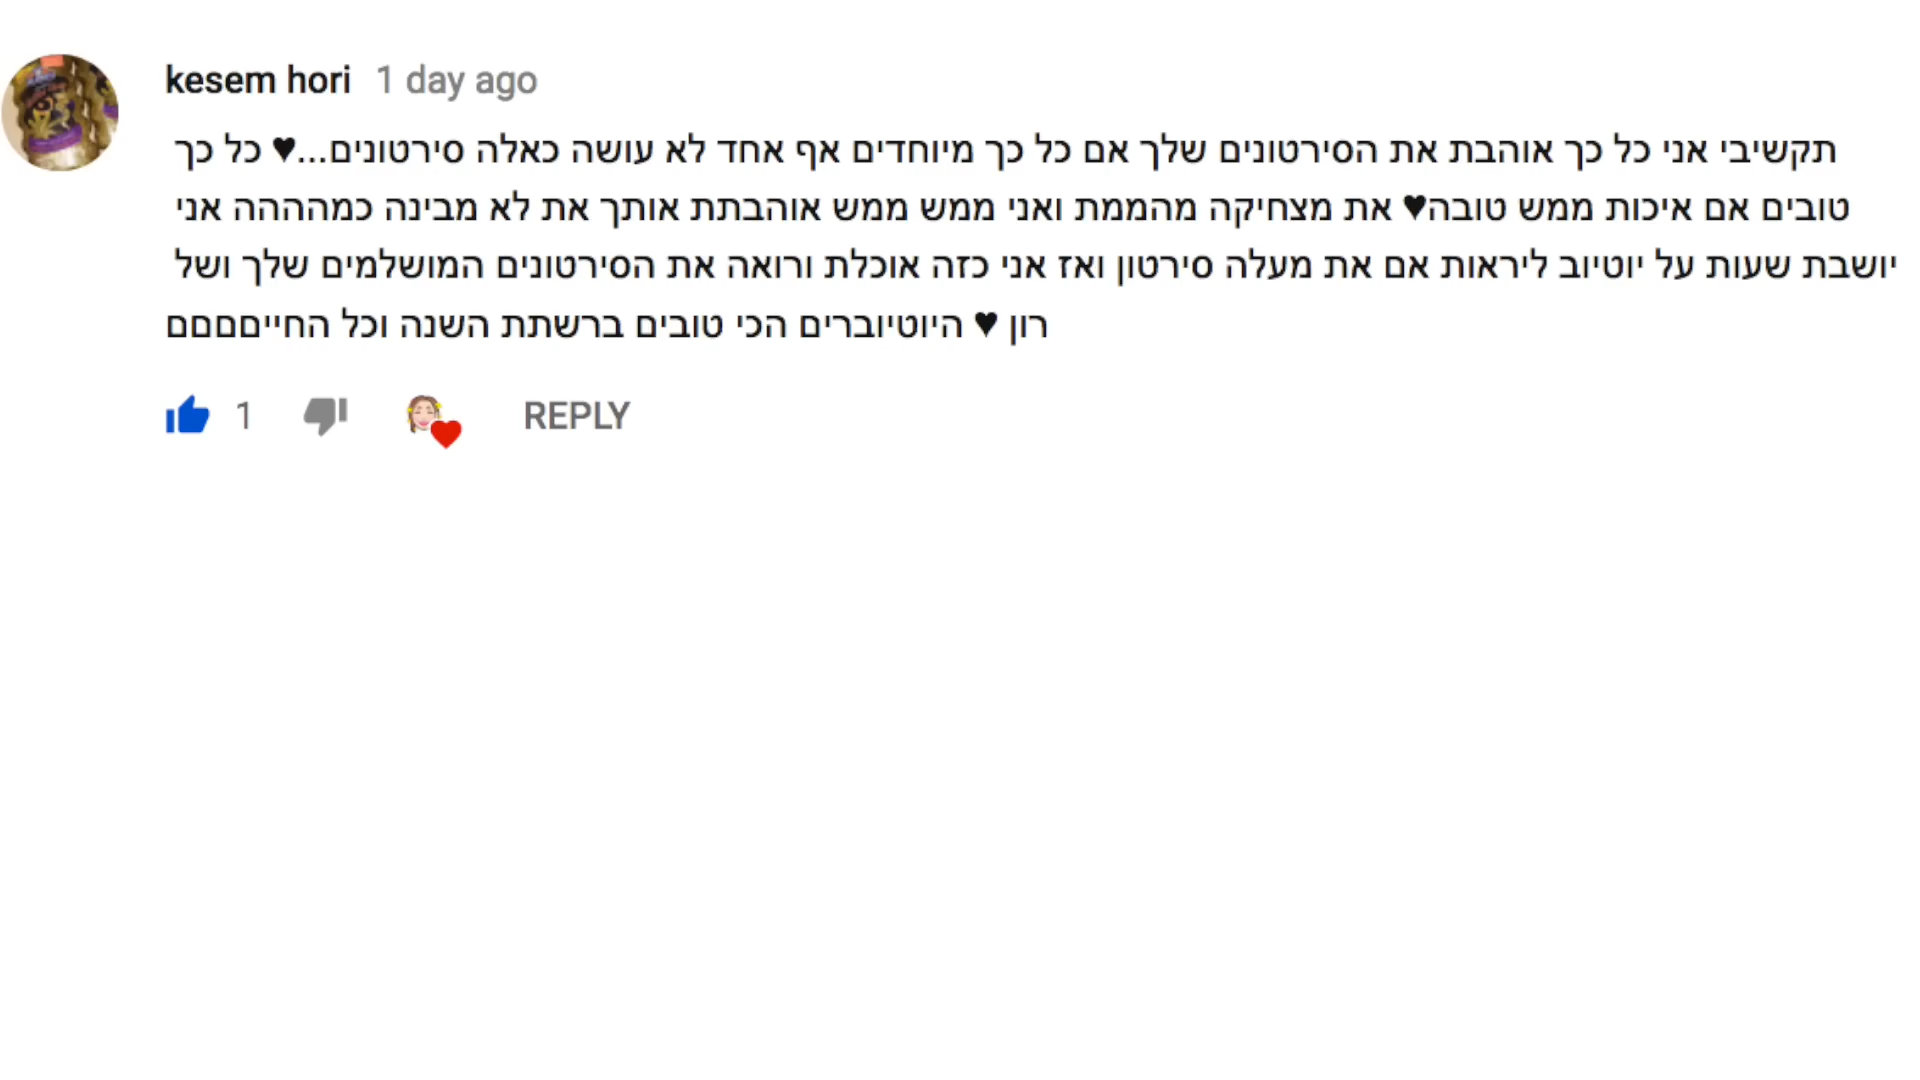 kesem hori 1 day ago
תקשיבי אני כל כך אוהבת את הסירטונים שלך אם כל כך מיוחדים אף אחד לא עושה כאלה סירטונים...♥ כל כך
טובים אם איכות ממש טובה♥ את מצחיקה מהממת ואני ממש ממש אוהבתת אותך את לא מבינה כמהההה אני
יושבת שעות על יוטיוב ליראות אם את מעלה סירטון ואז אני כזה אוכלת ורואה את הסירטונים המושלמים שלך ושל
רון ♥ היוטיוברים הכי טובים ברשתת השנה וכל החייםםםםם
1 REPLY